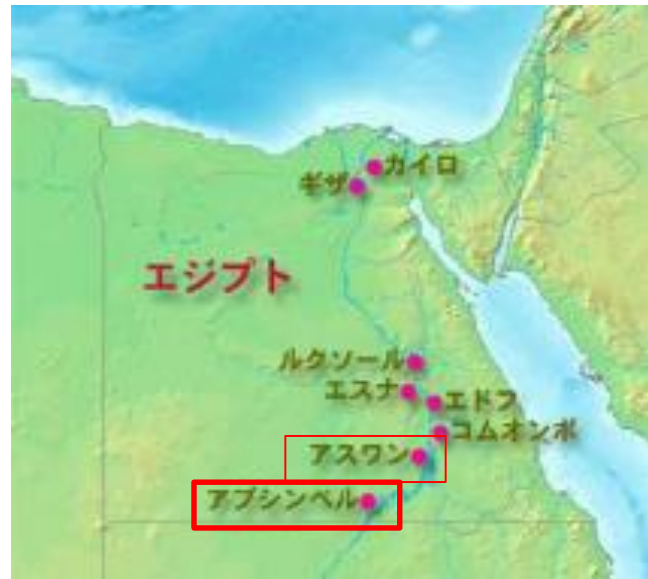 カイロ
ギザ
エジプト
ルクソール
エスナ
エドフ
コムオンボ
アスワン
アブシンベル